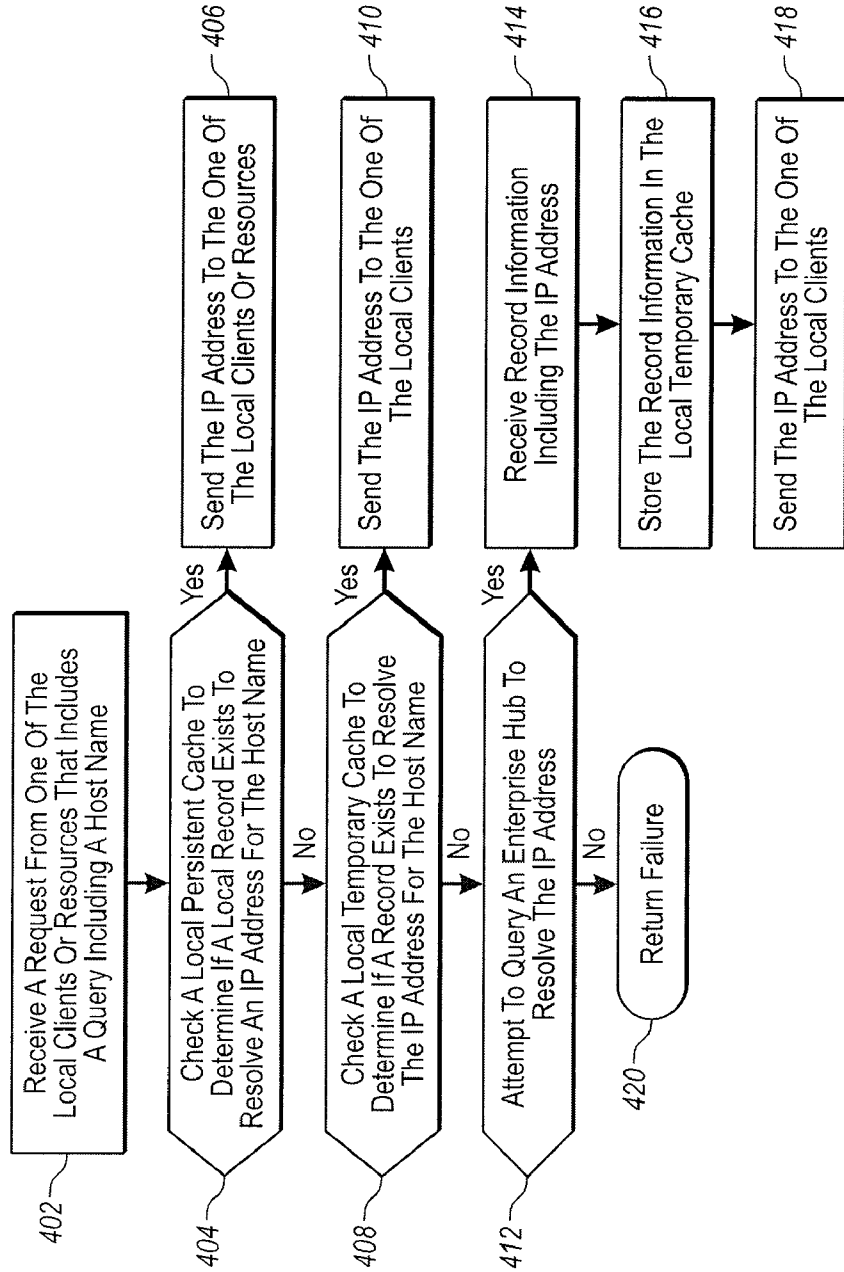 402
Receive A Request From One Of The
Local Clients Or Resources That Includes
A Query Including A Host Name
404
Check A Local Persistent Cache To
Determine If A Local Record Exists To
Resolve An IP Address For The Host Name
Yes
Send The IP Address To The One Of
The Local Clients Or Resources
406
No
408
Check A Local Temporary Cache To
Determine If A Record Exists To Resolve
The IP Address For The Host Name
Yes
Send The IP Address To The One Of
The Local Clients
410
No
412
Attempt To Query An Enterprise Hub To
Resolve The IP Address
Yes
Receive Record Information
Including The IP Address
414
Store The Record Information In The
Local Temporary Cache
416
Send The IP Address To The One Of
The Local Clients
418
No
420
Return Failure